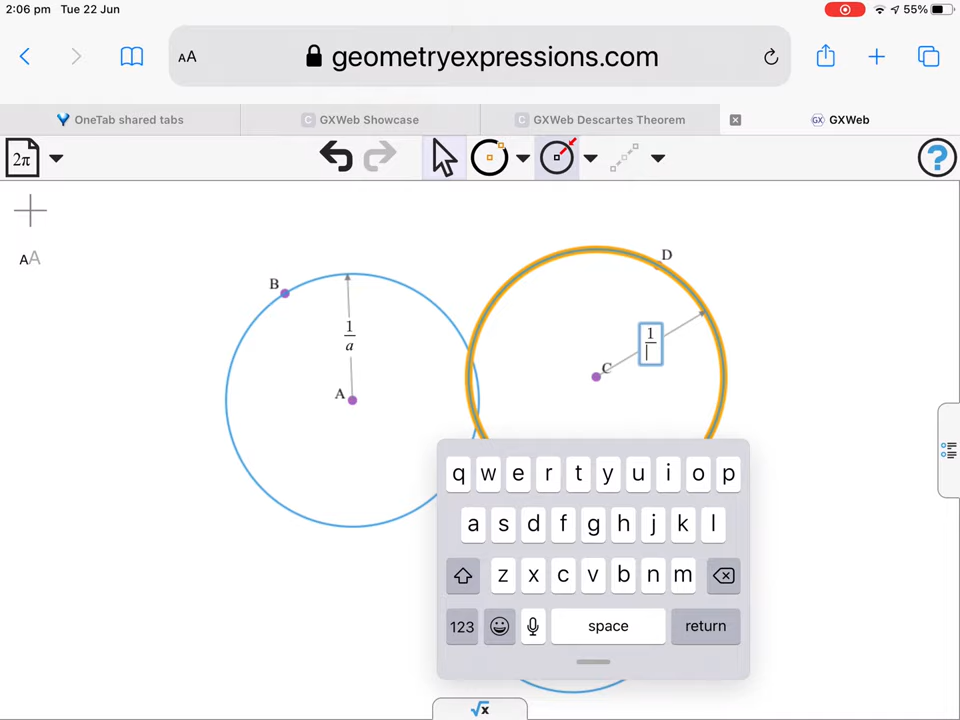 2:06 pm Tue 22 Jun 55%
AA geometryexpressions.com
OneTab shared tabs GXWeb Showcase GXWeb Descartes Theorem GXWeb
2π ?
AA
D
B
1
a
1
C
A
q w e r t y u i o p
a s d f g h j k l
z x c v b n m
123 space return
√x